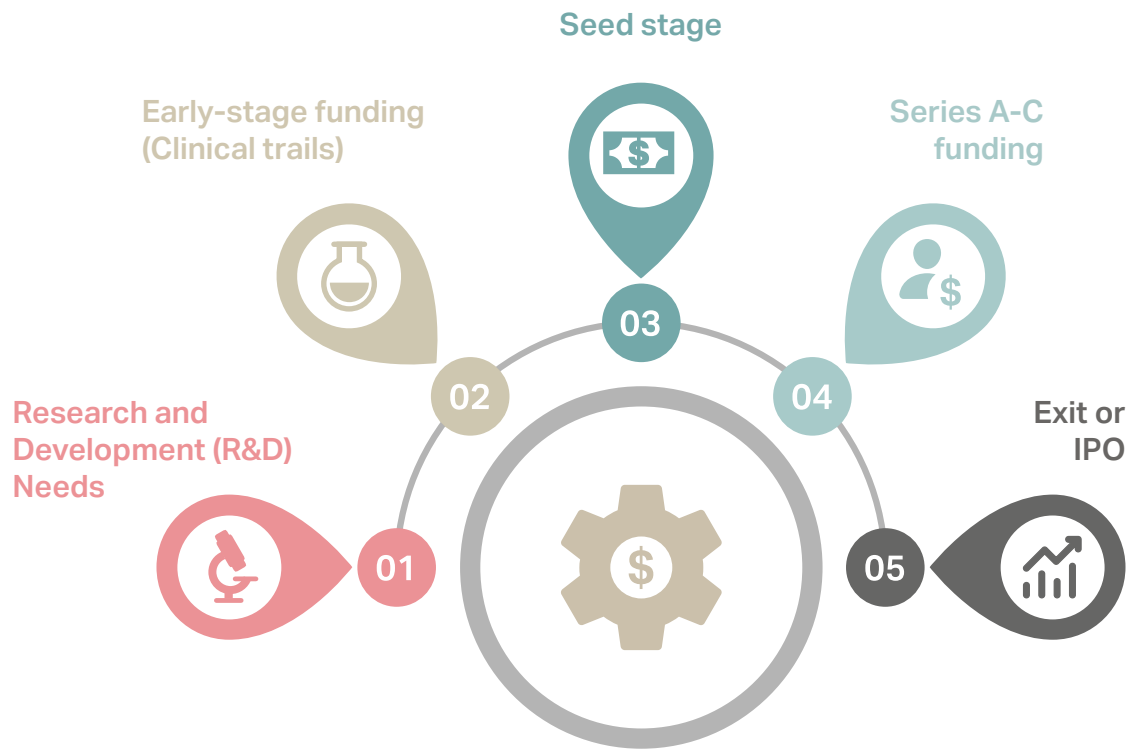 Seed stage
Early-stage funding
(Clinical trails)
Series A-C
funding
$
$
03
02
04
Research and
Development (R&D)
Needs
Exit or
IPO
01
$
05